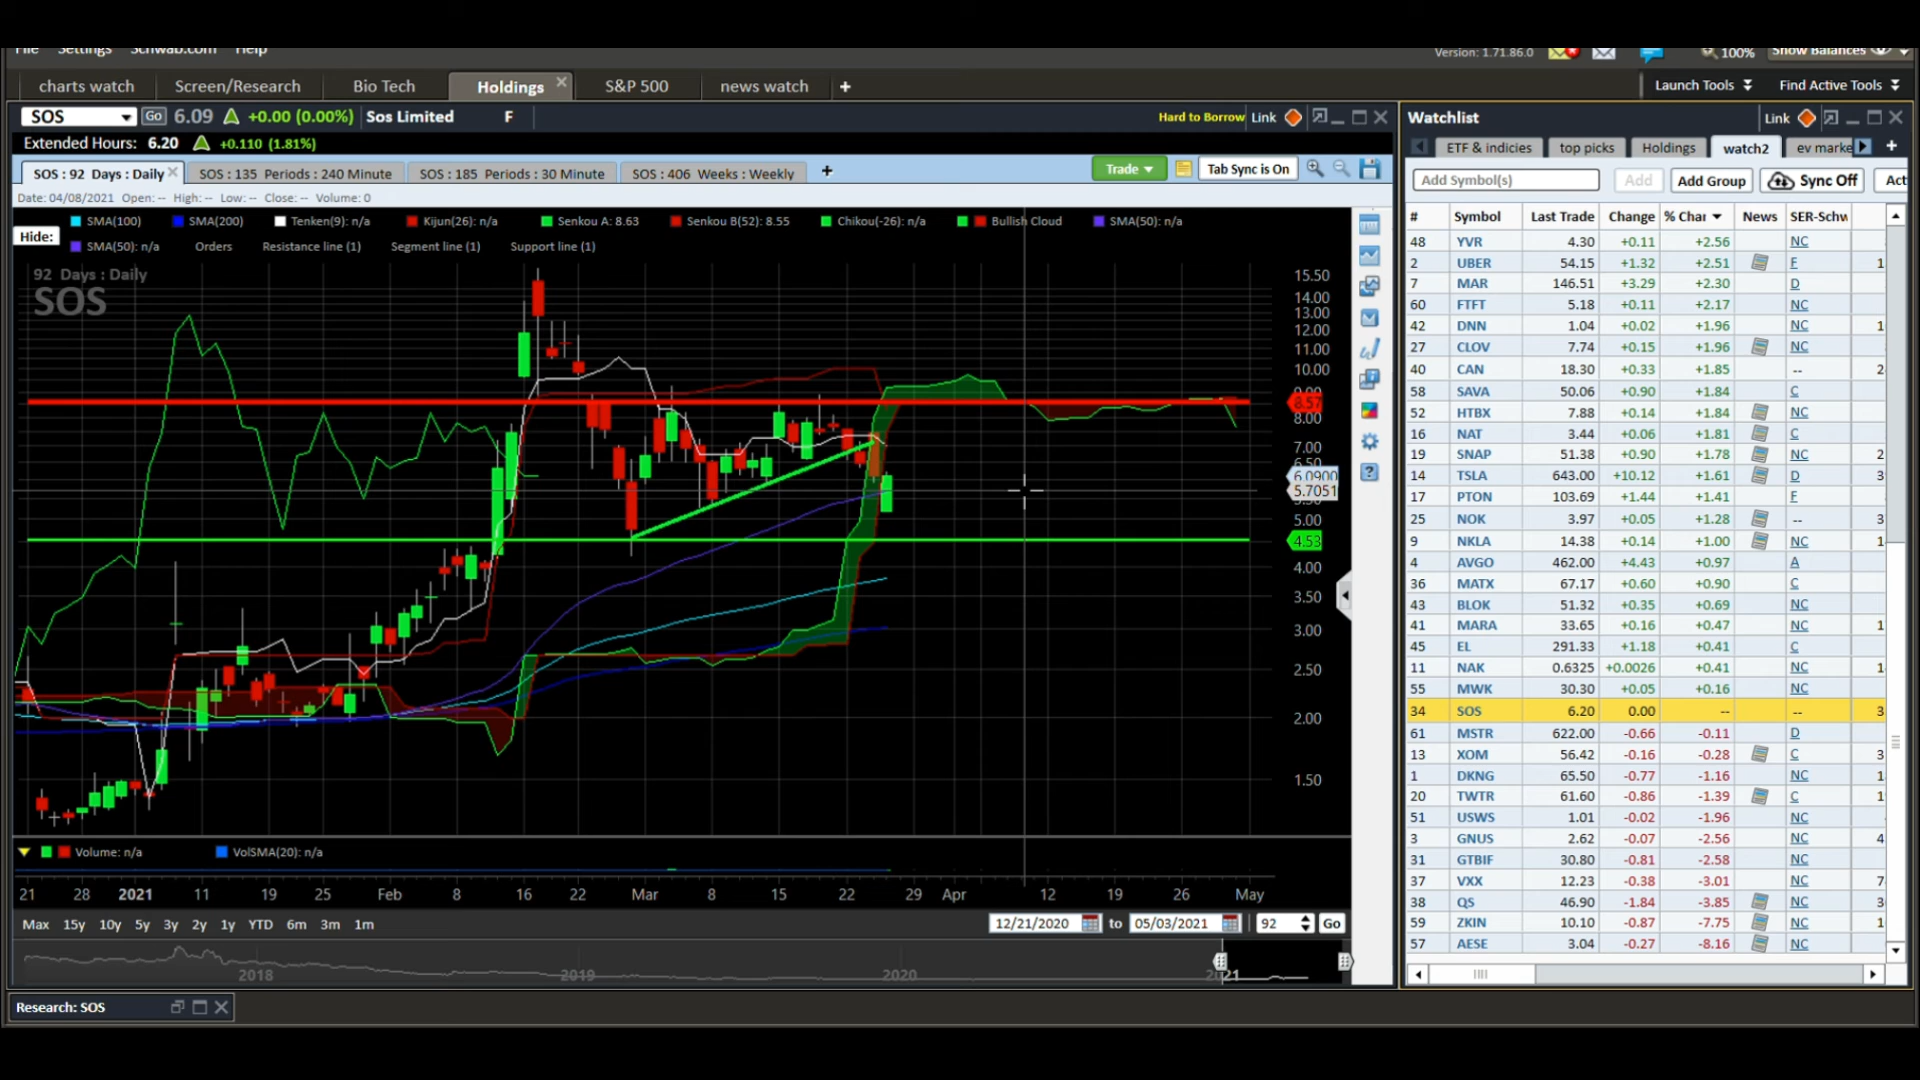 File Settings Schwab.com Help Version: 1.71.86.0 100% Show Balances
charts watch Screen/Research Bio Tech Holdings S&P 500 news watch + Launch Tools Find Active Tools
SOS Go 6.09 +0.00 (0.00%) Sos Limited F Hard to Borrow Link
Extended Hours: 6.20 +0.110 (1.81%)
SOS : 92 Days : Daily SOS : 135 Periods : 240 Minute SOS : 185 Periods : 30 Minute SOS : 406 Weeks : Weekly + Trade Tab Sync is On
Date: 04/08/2021 Open: -- High: -- Low: -- Close: -- Volume: 0
SMA(100) SMA(200) Tenken(9): n/a Kijun(26): n/a Senkou A: 8.63 Senkou B(52): 8.55 Chikou(-26): n/a Bullish Cloud SMA(50): n/a
Hide:
SMA(50): n/a Orders Resistance line (1) Segment line (1) Support line (1)
92 Days : Daily
SOS
15.50
14.00
13.00
12.00
11.00
10.00
9.00
8.57
8.00
7.00
6.50
6.0900
5.7051
5.00
4.53
4.00
3.50
3.00
2.50
2.00
1.50
Volume: n/a VolSMA(20): n/a
21 28 2021 11 19 25 Feb 8 16 22 Mar 8 15 22 29 Apr 12 19 26 May
Max 15y 10y 5y 3y 2y 1y YTD 6m 3m 1m 12/21/2020 to 05/03/2021 92 Go
2018 2019 2020 2021
Research: SOS
Watchlist Link
ETF & indicies top picks Holdings watch2 ev marke +
Add Symbol(s) Add Add Group Sync Off Act
# Symbol Last Trade Change % Char News SER-Schw
48 YVR 4.30 +0.11 +2.56 NC
2 UBER 54.15 +1.32 +2.51 F 1
7 MAR 146.51 +3.29 +2.30 D
60 FTFT 5.18 +0.11 +2.17 NC
42 DNN 1.04 +0.02 +1.96 NC 1
27 CLOV 7.74 +0.15 +1.96 NC
40 CAN 18.30 +0.33 +1.85 -- 2
58 SAVA 50.06 +0.90 +1.84 C
52 HTBX 7.88 +0.14 +1.84 NC
16 NAT 3.44 +0.06 +1.81 C
19 SNAP 51.38 +0.90 +1.78 NC 2
14 TSLA 643.00 +10.12 +1.61 D 3
17 PTON 103.69 +1.44 +1.41 F
25 NOK 3.97 +0.05 +1.28 -- 3
9 NKLA 14.38 +0.14 +1.00 NC 1
4 AVGO 462.00 +4.43 +0.97 A
36 MATX 67.17 +0.60 +0.90 C
43 BLOK 51.32 +0.35 +0.69 NC
41 MARA 33.65 +0.16 +0.47 NC 1
45 EL 291.33 +1.18 +0.41 C
11 NAK 0.6325 +0.0026 +0.41 NC 1
55 MWK 30.30 +0.05 +0.16 NC
34 SOS 6.20 0.00 -- -- 3
61 MSTR 622.00 -0.66 -0.11 D
13 XOM 56.42 -0.16 -0.28 C 3
1 DKNG 65.50 -0.77 -1.16 NC 1
20 TWTR 61.60 -0.86 -1.39 C 1
51 USWS 1.01 -0.02 -1.96 NC
3 GNUS 2.62 -0.07 -2.56 NC 4
31 GTBIF 30.80 -0.81 -2.58 NC
37 VXX 12.23 -0.38 -3.01 NC 7
38 QS 46.90 -1.84 -3.85 NC 3
59 ZKIN 10.10 -0.87 -7.75 NC 1
57 AESE 3.04 -0.27 -8.16 NC